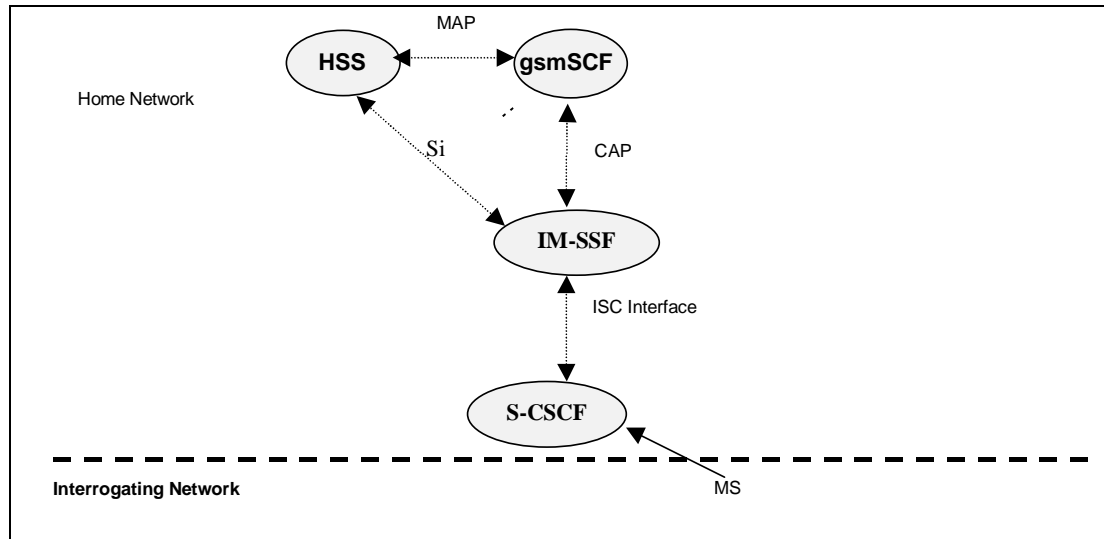 MAP
HSS
gsmSCF
Home Network
Si
CAP
IM-SSF
ISC Interface
S-CSCF
Interrogating Network
MS